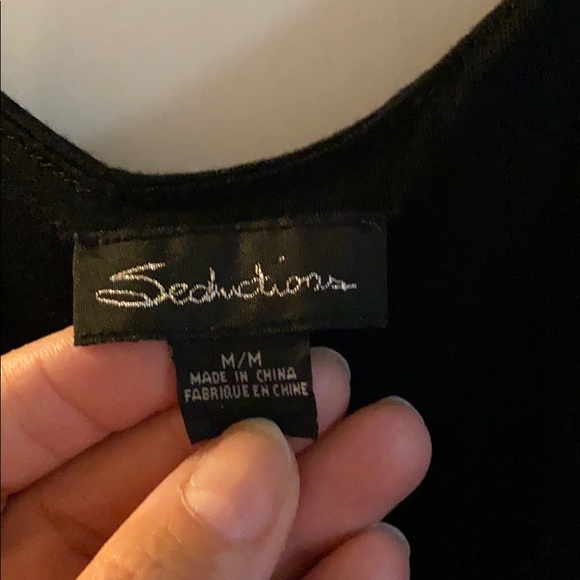 Seductions
M/M
MADE IN CHINA
FABRIQUE EN CHINE